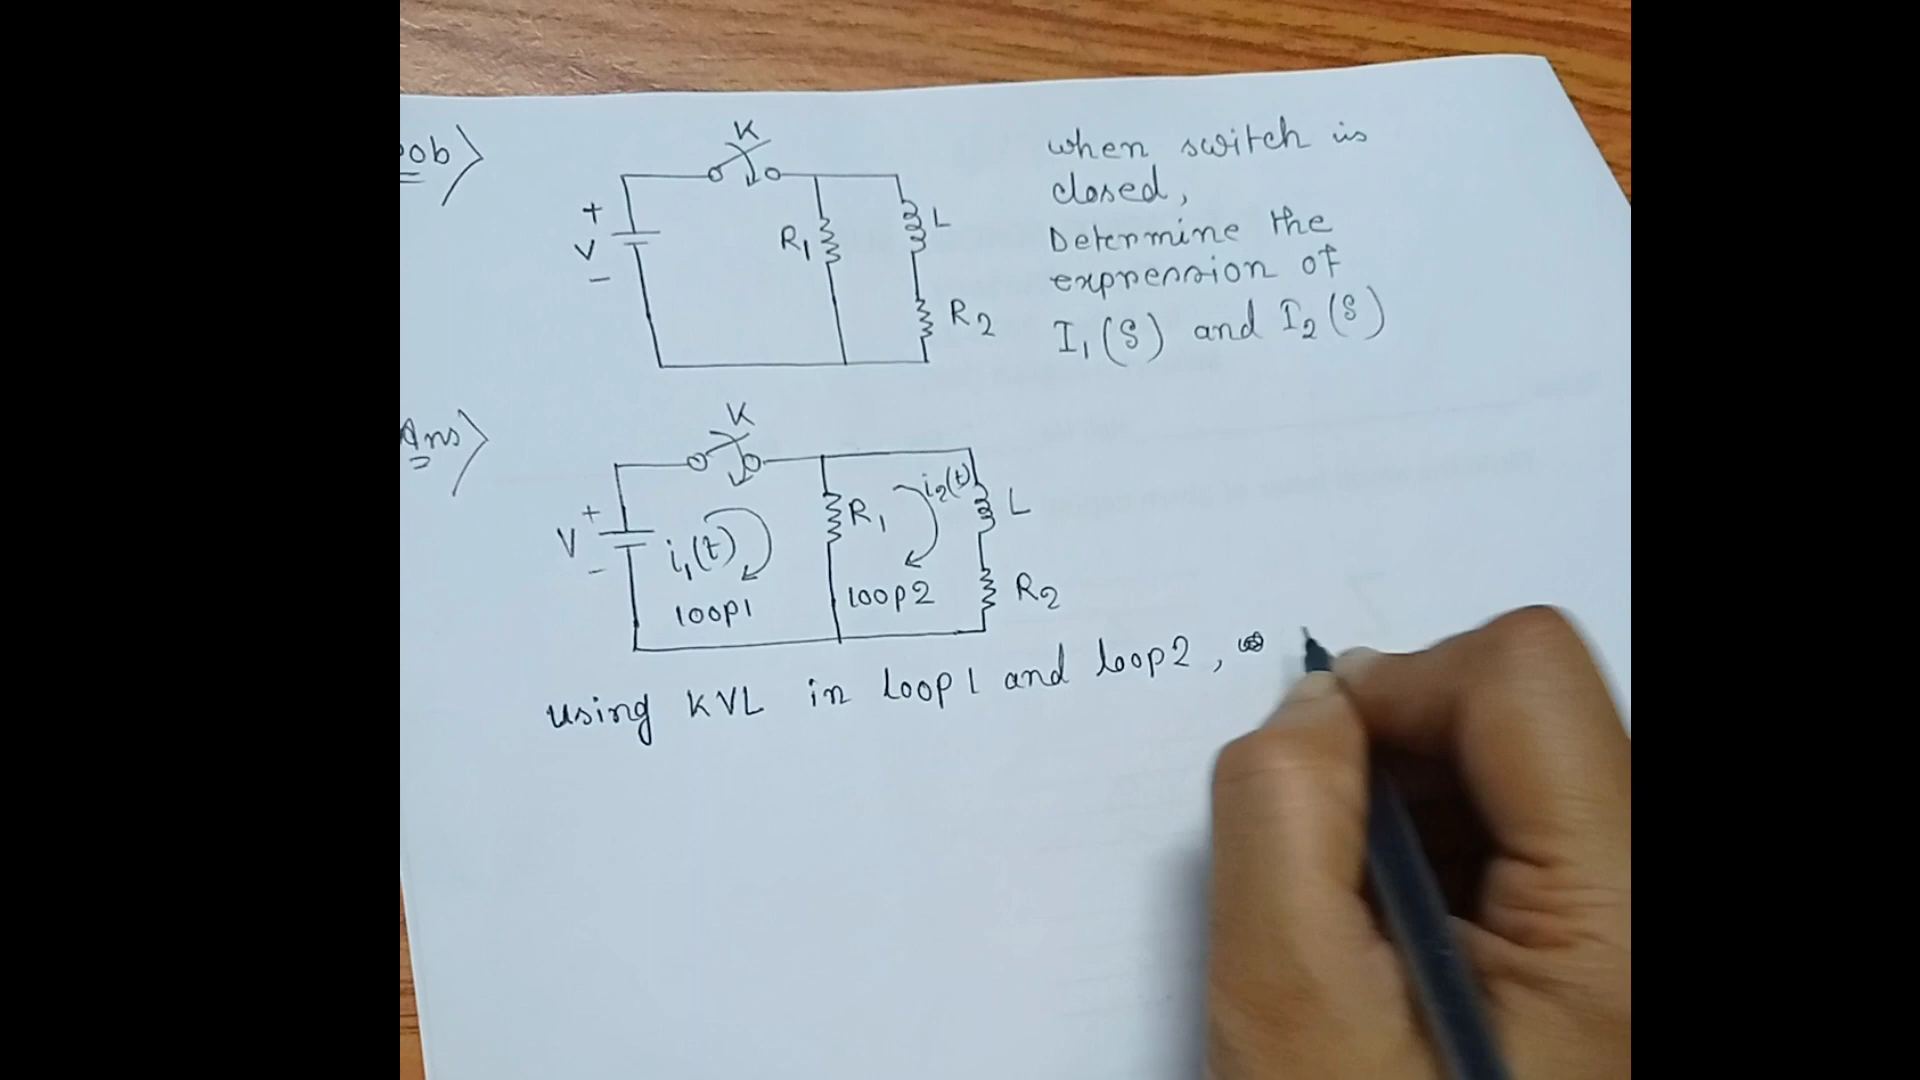 ob>
K
+
V
-
R1
L
R2
when switch is
closed,
Determine the
expression of
I1(S) and I2(S)
Ans>
K
+
V
-
i1(t)
loop1
R1
i2(t)
loop2
L
R2
using KVL in loop1 and loop2,